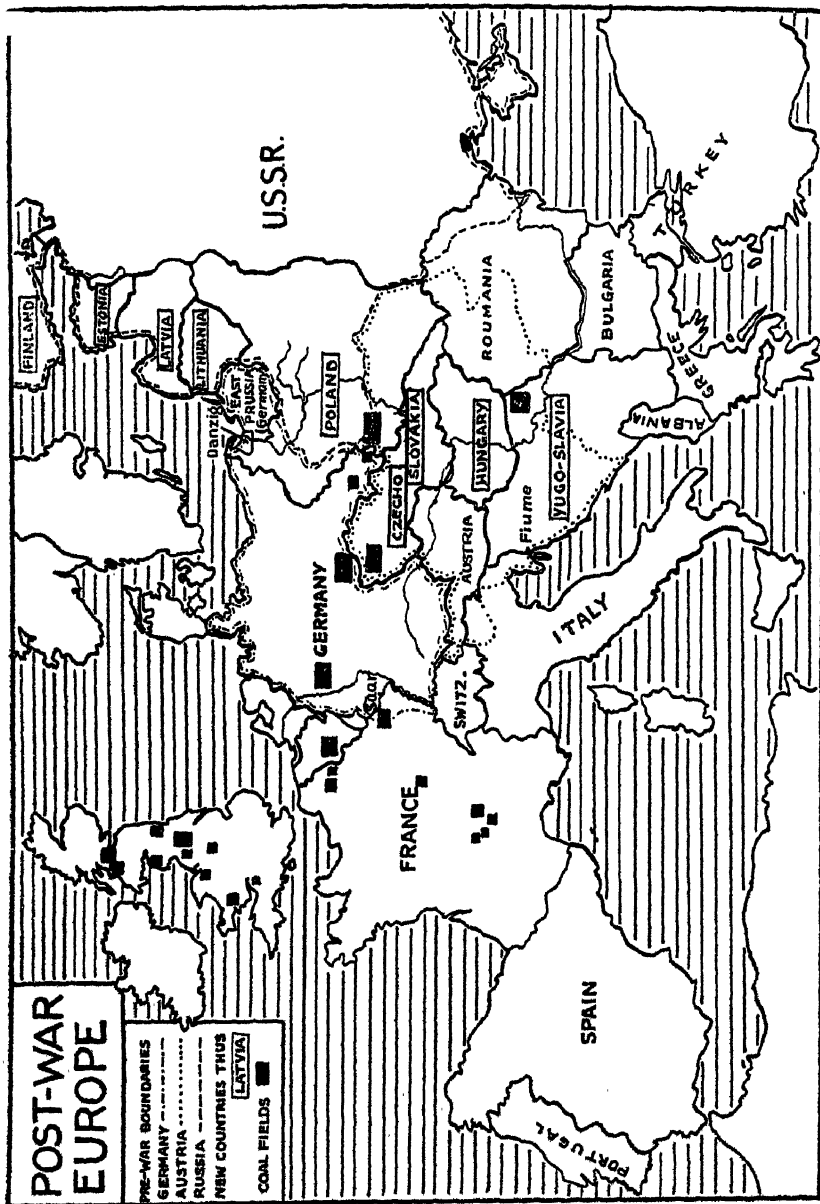 POST-WAR
EUROPE
PRE-WAR BOUNDARIES
GERMANY
AUSTRIA
RUSSIA
NEW COUNTRIES THUS
LATVIA
COAL FIELDS
FINLAND
ESTONIA
LATVIA
LITHUANIA
U.S.S.R.
Danzig
EAST
PRUSSIA
(Germany)
POLAND
GERMANY
CZECHO
SLOVAKIA
Saar
FRANCE
SWITZ.
AUSTRIA
HUNGARY
ROUMANIA
Fiume
YUGO-SLAVIA
BULGARIA
ITALY
ALBANIA
GREECE
TURKEY
SPAIN
PORTUGAL